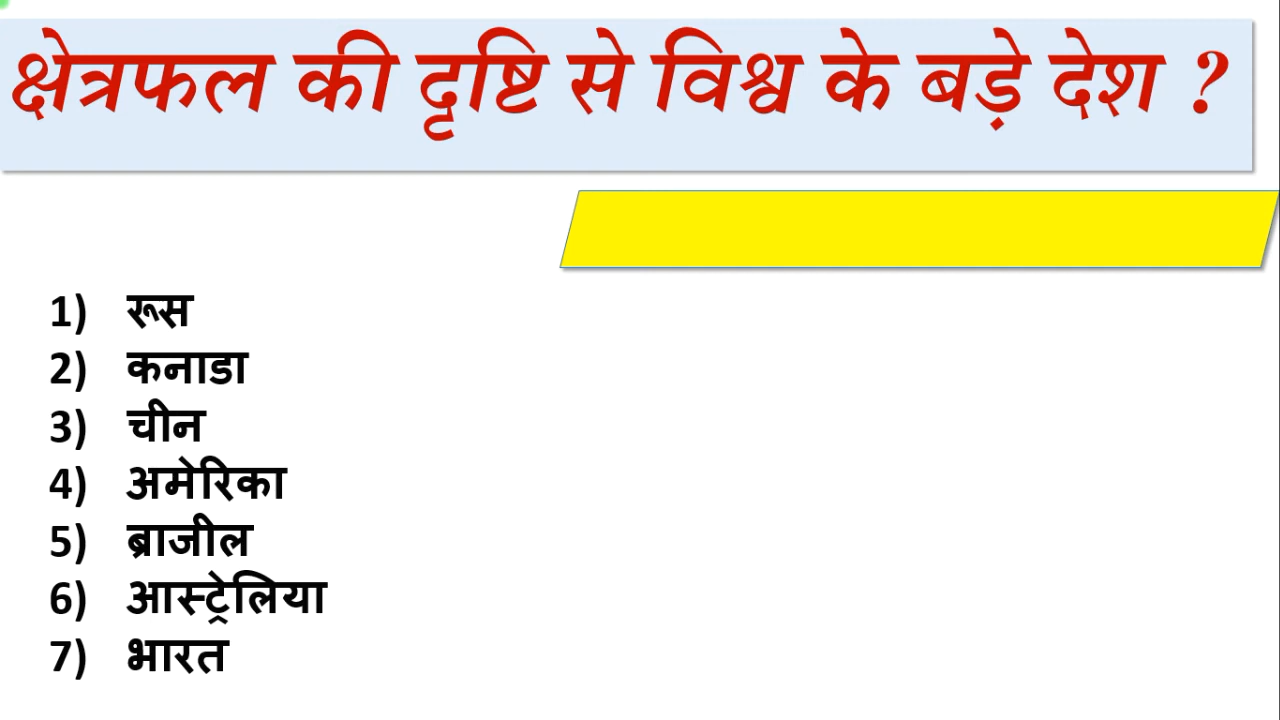 क्षेत्रफल की दृष्टि से विश्व के बड़े देश ?
1) रूस
2) कनाडा
3) चीन
4) अमेरिका
5) ब्राजील
6) आस्ट्रेलिया
7) भारत